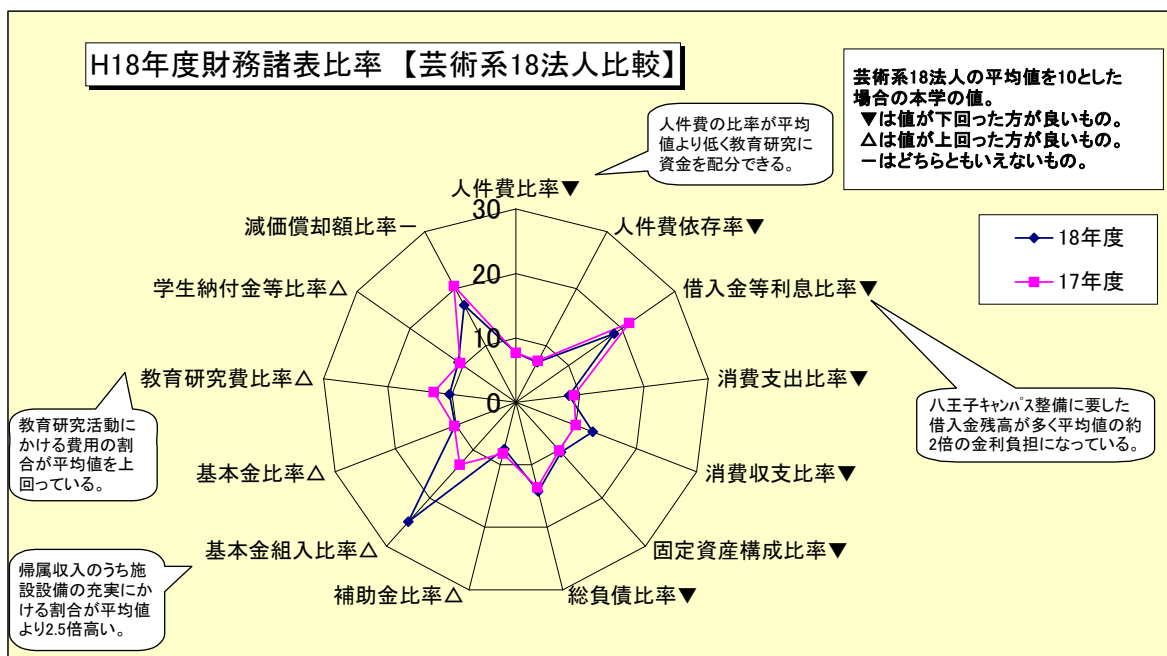 H18年度財務諸表比率 【芸術系18法人比較】
芸術系18法人の平均値を10とした
場合の本学の値。
▼は値が下回った方が良いもの。
△は値が上回った方が良いもの。
－はどちらともいえないもの。
人件費の比率が平均
値より低く教育研究に
資金を配分できる。
18年度
17年度
人件費比率▼
人件費依存率▼
借入金等利息比率▼
消費支出比率▼
消費収支比率▼
固定資産構成比率▼
総負債比率▼
補助金比率△
基本金組入比率△
基本金比率△
教育研究費比率△
学生納付金等比率△
減価償却額比率－
30
20
10
0
八王子ｷｬﾝﾊﾟｽ整備に要した
借入金残高が多く平均値の約
2倍の金利負担になっている。
教育研究活動に
かける費用の割
合が平均値を上
回っている。
帰属収入のうち施
設設備の充実にか
ける割合が平均値
より2.5倍高い。